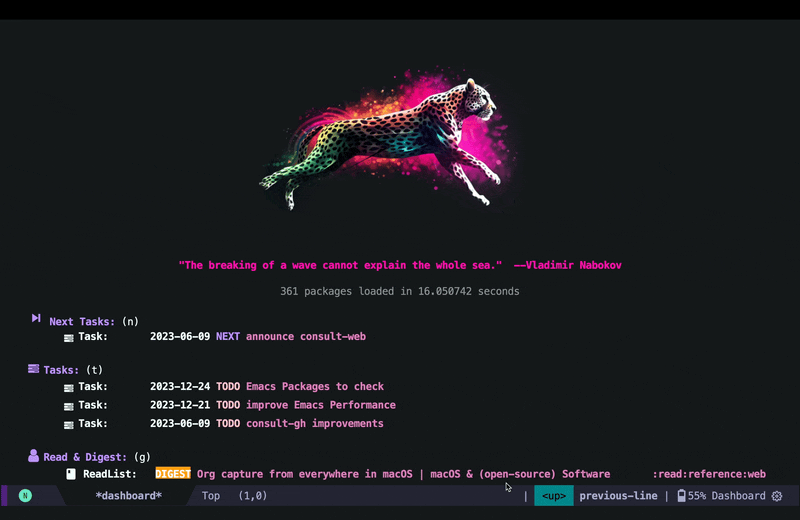 "The breaking of a wave cannot explain the whole sea."  --Vladimir Nabokov
361 packages loaded in 16.050742 seconds
Next Tasks: (n)
Task: 2023-06-09 NEXT announce consult-web
Tasks: (t)
Task: 2023-12-24 TODO Emacs Packages to check
Task: 2023-12-21 TODO improve Emacs Performance
Task: 2023-06-09 TODO consult-gh improvements
Read & Digest: (g)
ReadList: DIGEST Org capture from everywhere in macOS | macOS & (open-source) Software :read:reference:web
N *dashboard* Top (1,0) | <up> previous-line | 55% Dashboard